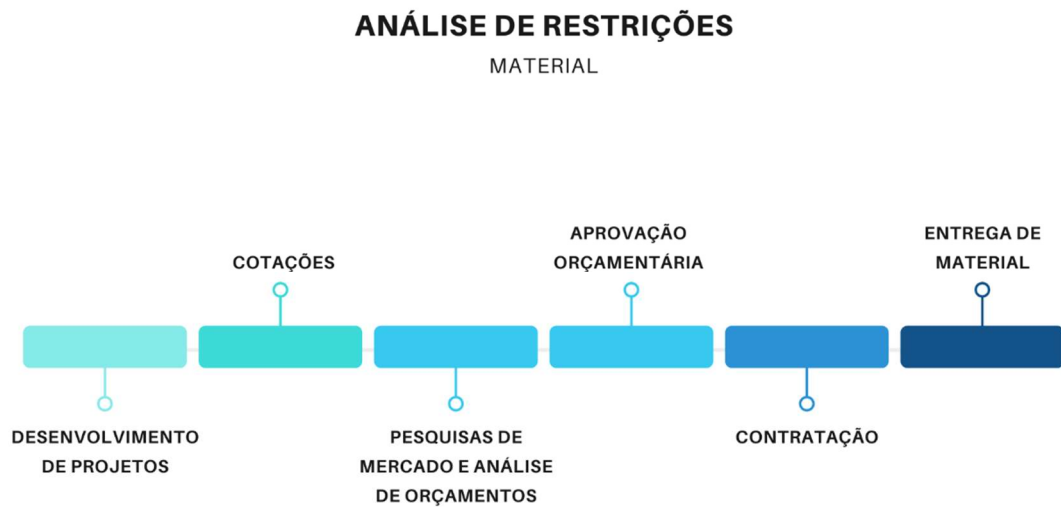 ANÁLISE DE RESTRIÇÕES
MATERIAL
DESENVOLVIMENTO
DE PROJETOS
COTAÇÕES
PESQUISAS DE
MERCADO E ANÁLISE
DE ORÇAMENTOS
APROVAÇÃO
ORÇAMENTÁRIA
CONTRATAÇÃO
ENTREGA DE
MATERIAL